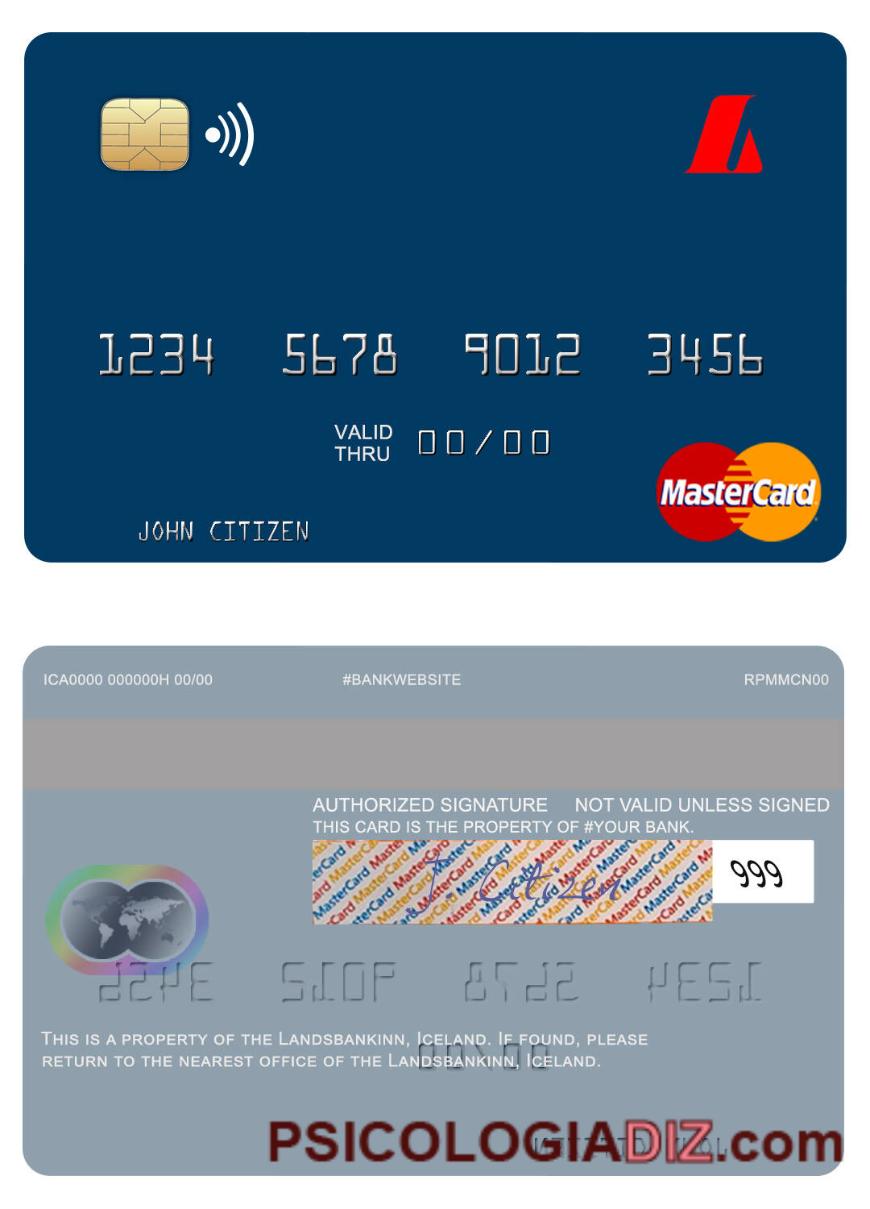 1234 5678 9012 3456
VALID
THRU 00/00
MasterCard
JOHN CITIZEN
ICA0000 000000H 00/00 #BANKWEBSITE RPMMCN00
AUTHORIZED SIGNATURE NOT VALID UNLESS SIGNED
THIS CARD IS THE PROPERTY OF #YOUR BANK.
J. Citizen 999
THIS IS A PROPERTY OF THE LANDSBANKINN, ICELAND. IF FOUND, PLEASE
RETURN TO THE NEAREST OFFICE OF THE LANDSBANKINN, ICELAND.
PSICOLOGIADIZ.com